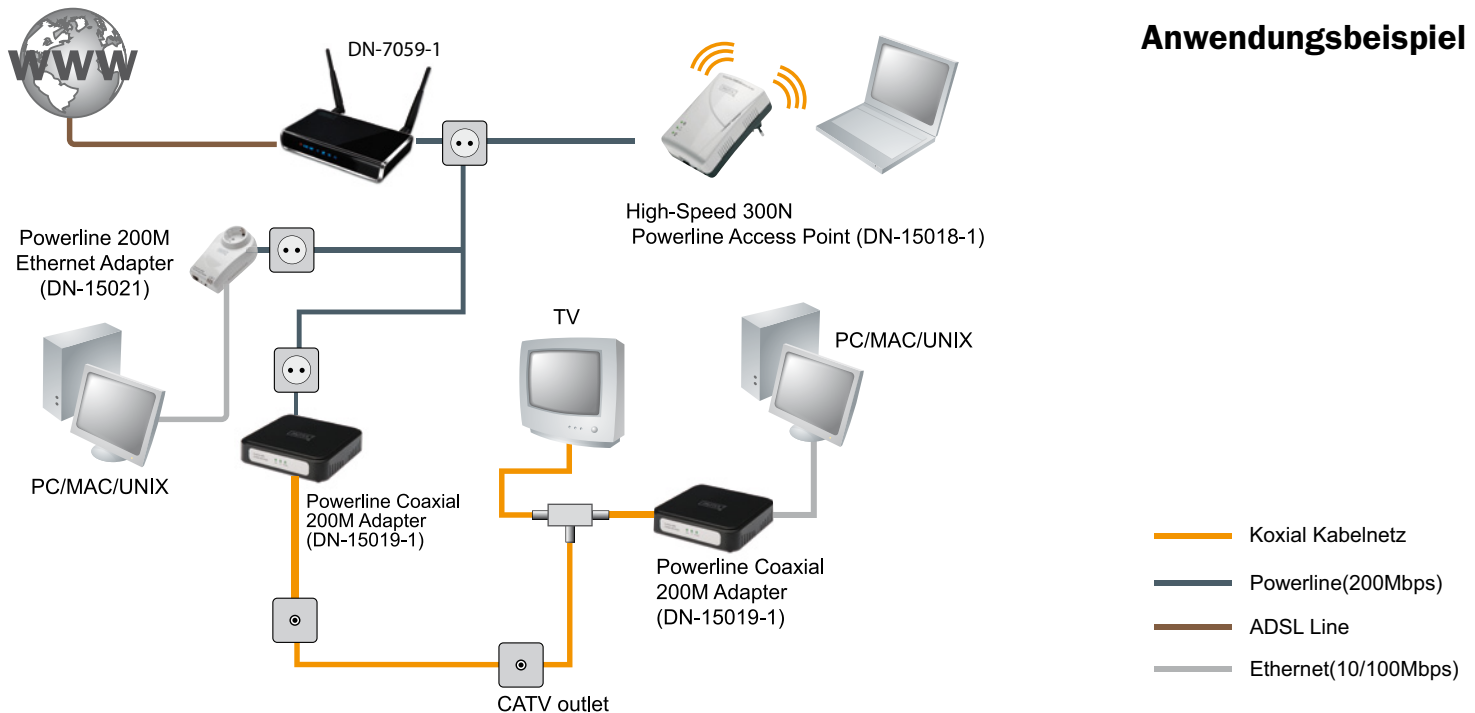 Anwendungsbeispiel
WWW
DN-7059-1
High-Speed 300N
Powerline Access Point (DN-15018-1)
Powerline 200M
Ethernet Adapter
(DN-15021)
TV
PC/MAC/UNIX
PC/MAC/UNIX
Powerline Coaxial
200M Adapter
(DN-15019-1)
Powerline Coaxial
200M Adapter
(DN-15019-1)
CATV outlet
Koxial Kabelnetz
Powerline(200Mbps)
ADSL Line
Ethernet(10/100Mbps)